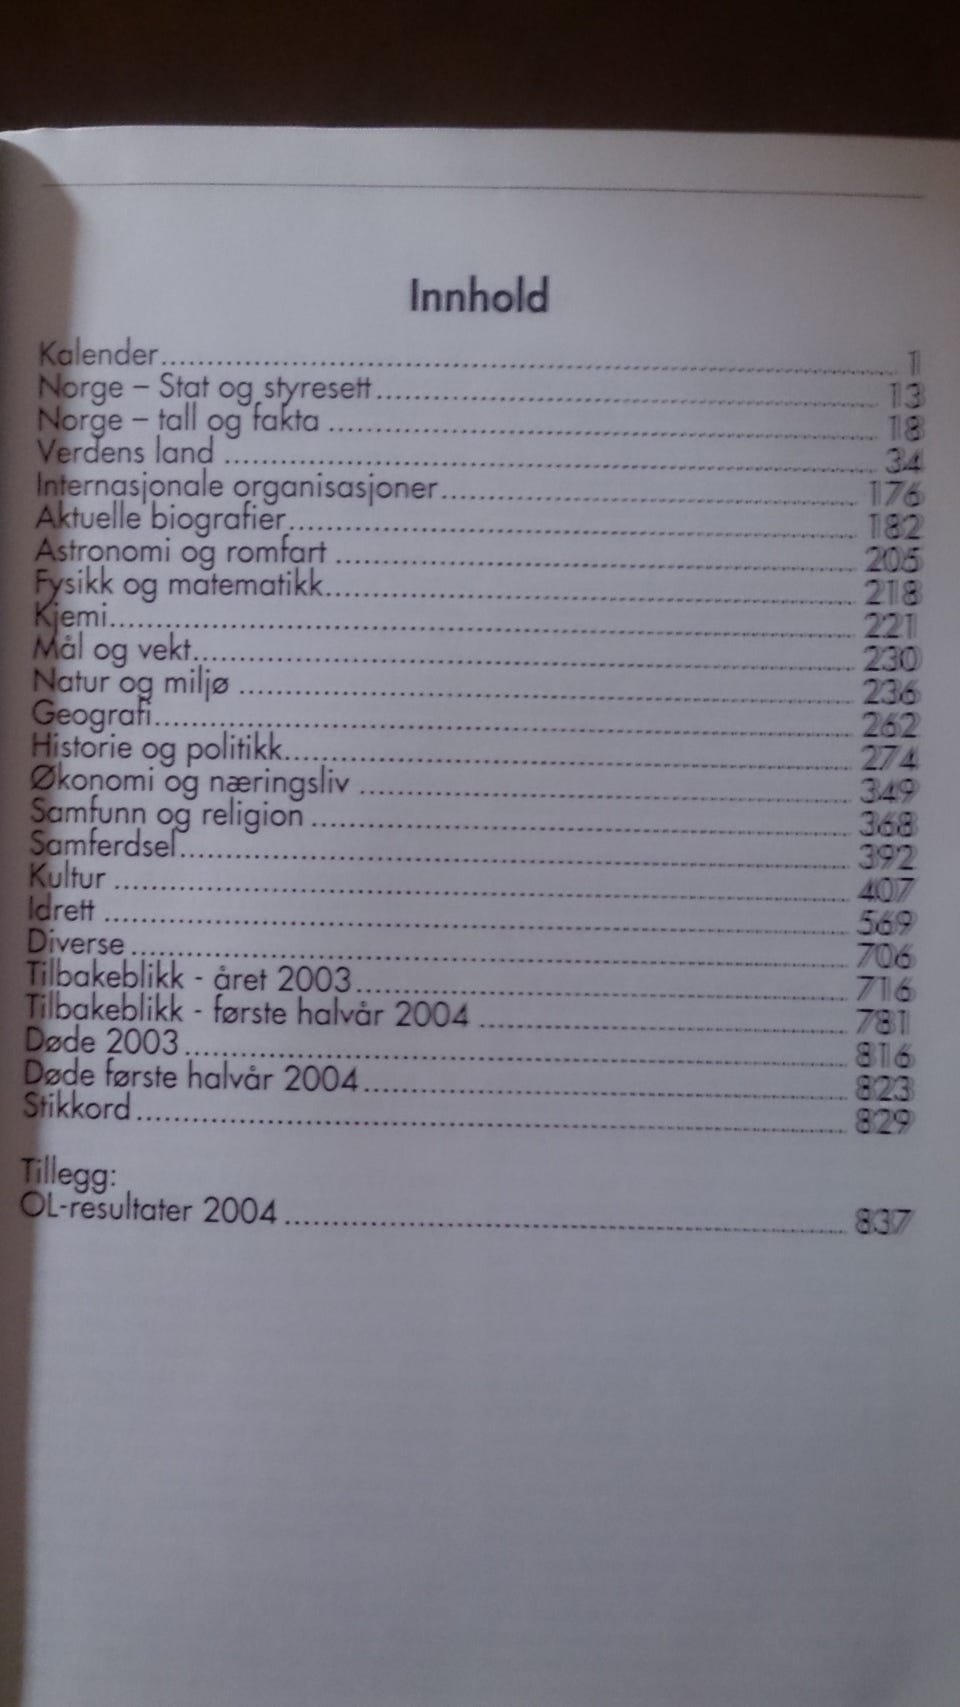 Innhold
Kalender........................................ 1
Norge – Stat og styresett........................................ 13
Norge – tall og fakta ........................................ 18
Verdens land ........................................ 34
Internasjonale organisasjoner........................................ 176
Aktuelle biografier........................................ 182
Astronomi og romfart ........................................ 205
Fysikk og matematikk........................................ 218
Kjemi........................................ 221
Mål og vekt........................................ 230
Natur og miljø ........................................ 236
Geografi........................................ 262
Historie og politikk........................................ 274
Økonomi og næringsliv ........................................ 349
Samfunn og religion ........................................ 368
Samferdsel........................................ 392
Kultur ........................................ 407
Idrett ........................................ 569
Diverse ........................................ 706
Tilbakeblikk - året 2003........................................ 716
Tilbakeblikk - første halvår 2004 ........................................ 781
Døde 2003 ........................................ 816
Døde første halvår 2004........................................ 823
Stikkord ........................................ 829
Tillegg:
OL-resultater 2004 ........................................ 837